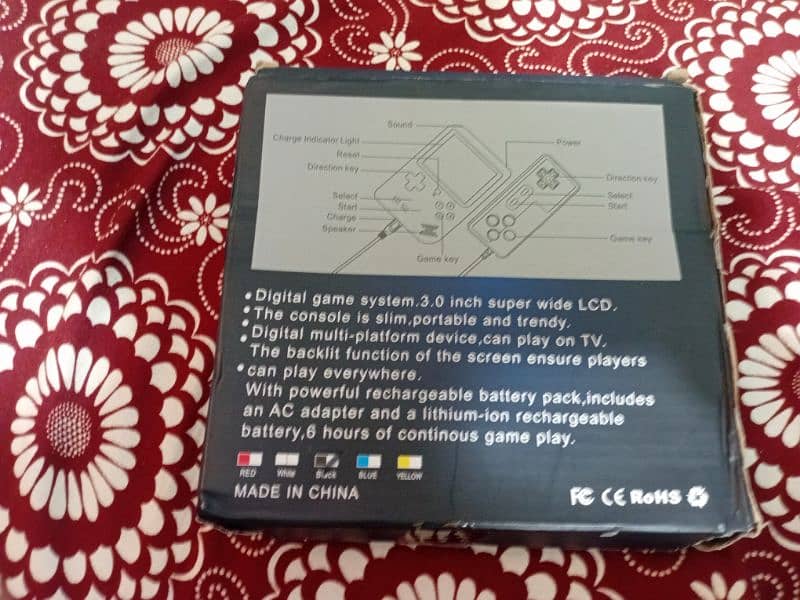 Sound
Charge Indicator Light
Power
Reset
Direction key
Direction key
Select
Select
Start
Start
Charge
Speaker
Game key
Game key
•Digital game system.3.0 inch super wide LCD.
•The console is slim,portable and trendy.
•Digital multi-platform device,can play on TV.
The backlit function of the screen ensure players
•can play everywhere.
With powerful rechargeable battery pack,includes
an AC adapter and a lithium-ion rechargeable
battery,6 hours of continous game play.
RED White Black BLUE YELLOW
MADE IN CHINA
FC CE RoHS